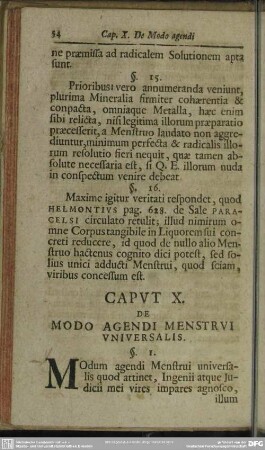 54 Cap. X. De Modo agendi
ne præmissa ad radicalem Solutionem apta
sunt.
§. 15.
Prioribus vero annumeranda veniunt,
plurima Mineralia firmiter cohærentia &
conpacta, omniaque Metalla, hæc enim
sibi relicta, nisi legitima illorum præparatio
præcesserit, a Menstruo laudato non aggre-
diuntur, minimum perfecta & radicalis illo-
rum resolutio fieri nequit, quæ tamen abso-
lute necessaria est, si Q. E. illorum nuda
in conspectum venire debeat
§. 16.
Maxime igitur veritati respondet, quod
HELMONTIVS pag. 628. de Sale PARA-
CELSI circulato retulit; illud nimirum o-
mne Corpus tangibile in Liquorem sui con-
creti reducere, id quod de nullo alio Men-
struo hactenus cognito dici potest, sed so-
lius unici adducti Menstrui, quod sciam,
viribus concessum est.
CAPVT X.
DE
MODO AGENDI MENSTRVI
VNIVERSALIS.
§. 1.
MOdum agendi Menstrui universa-
lis quod artinet, Ingenii atque Ju-
dicii mei vires impares agnosco,
illum